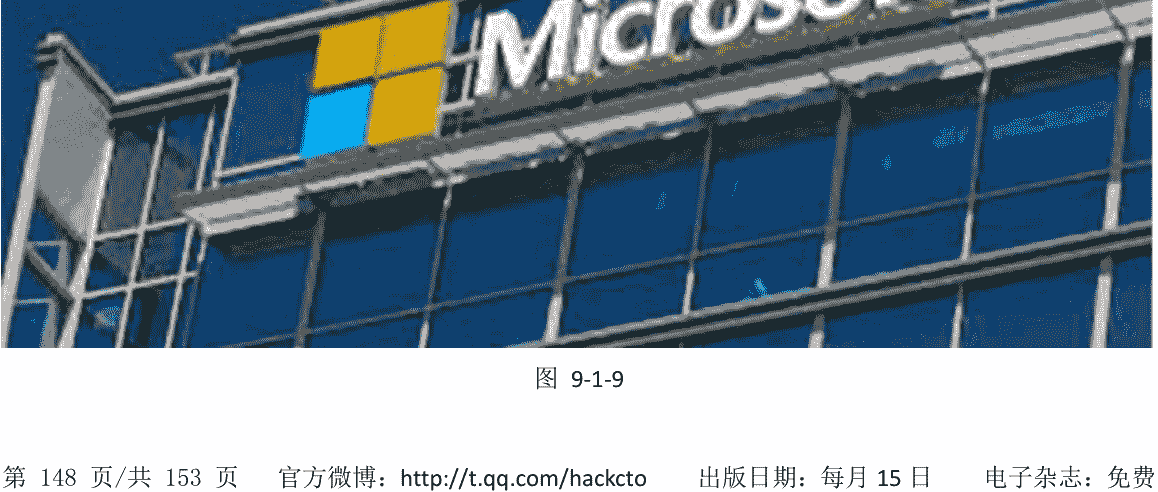 Microsoft
图 9-1-9
第 148 页/共 153 页 官方微博：http://t.qq.com/hackcto 出版日期：每月 15 日 电子杂志：免费